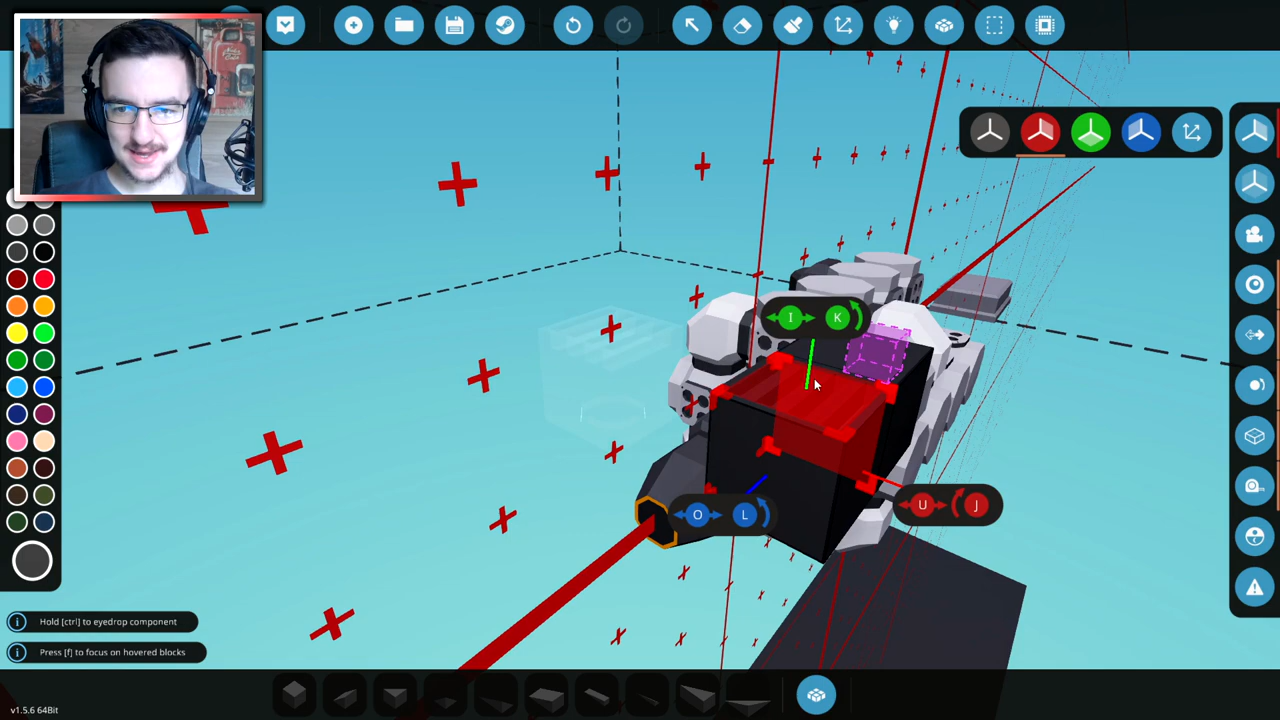 I K
U J
O L
Hold [ctrl] to eyedrop component
Press [f] to focus on hovered blocks
v1.5.6 64Bit